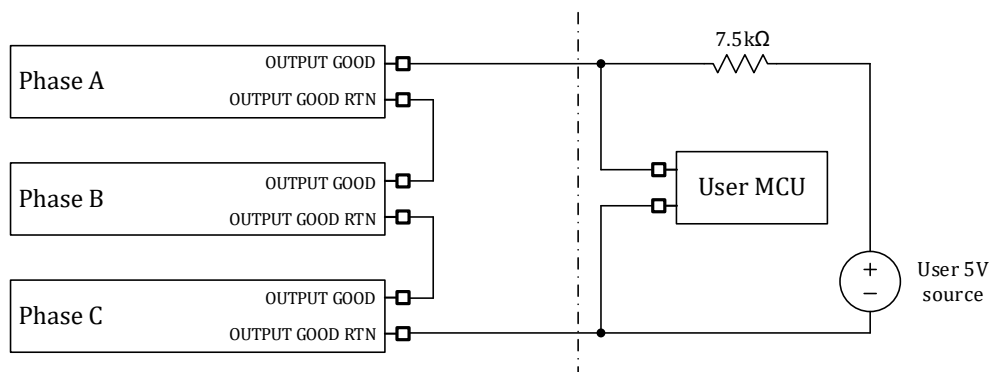 Phase A
OUTPUT GOOD
OUTPUT GOOD RTN
Phase B
OUTPUT GOOD
OUTPUT GOOD RTN
Phase C
OUTPUT GOOD
OUTPUT GOOD RTN
7.5kΩ
User MCU
+
−
User 5V
source